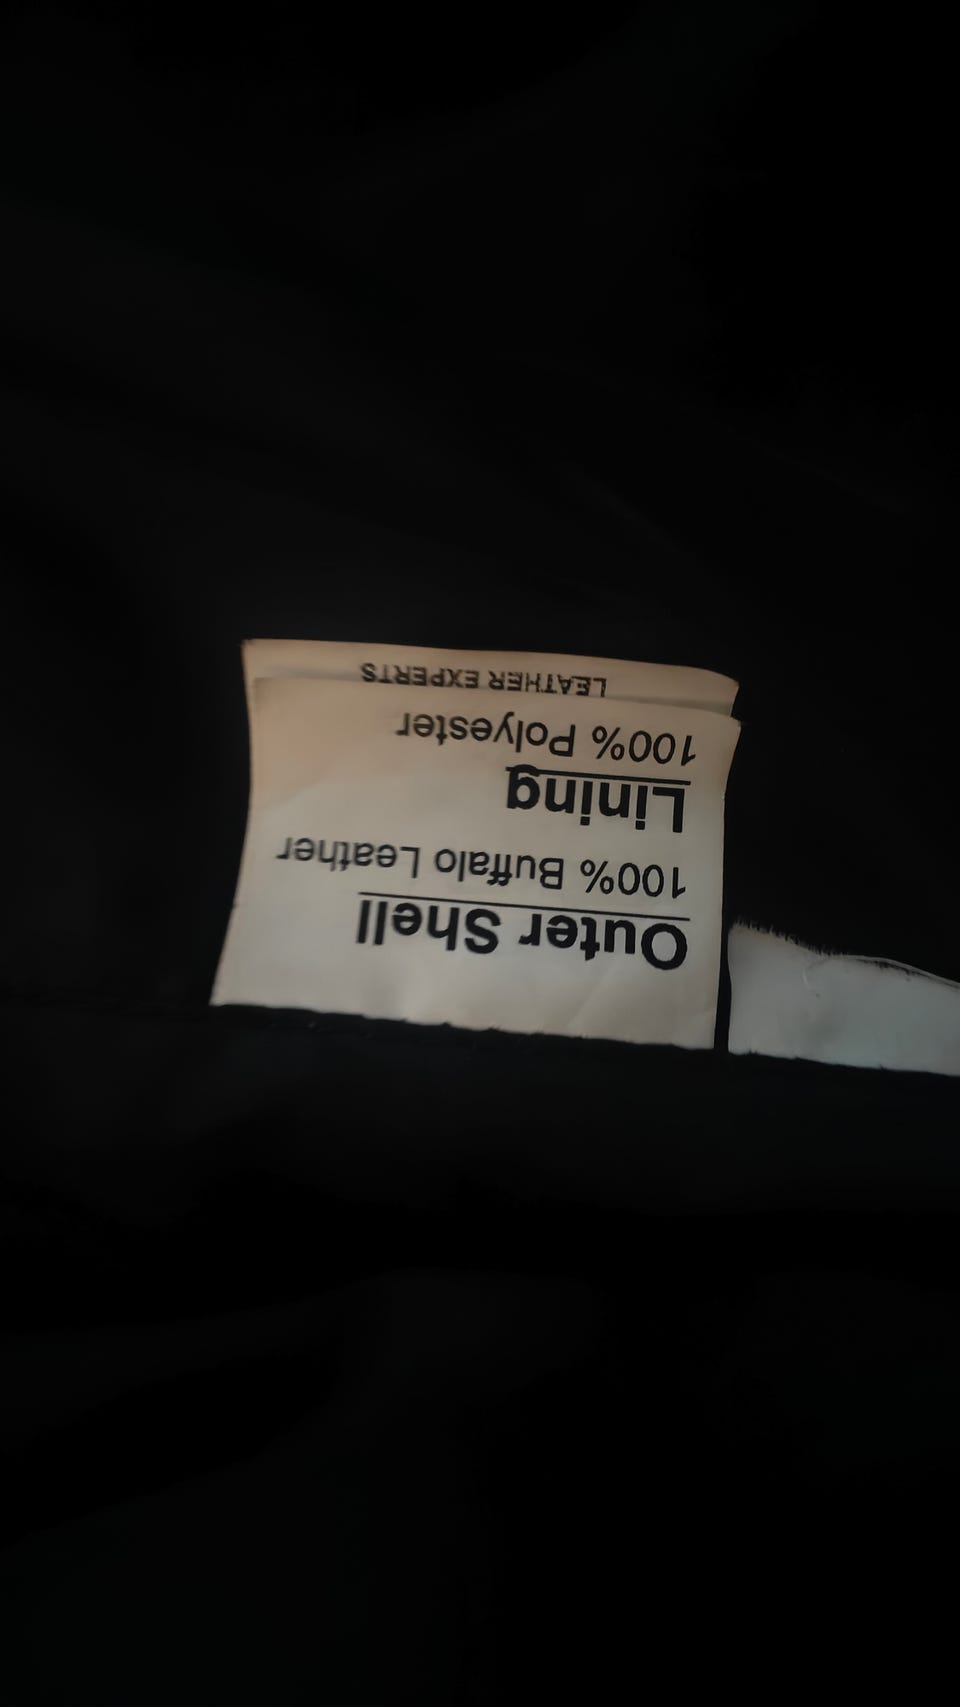 Outer Shell
100% Buffalo Leather
Lining
100% Polyester
LEATHER EXPERTS